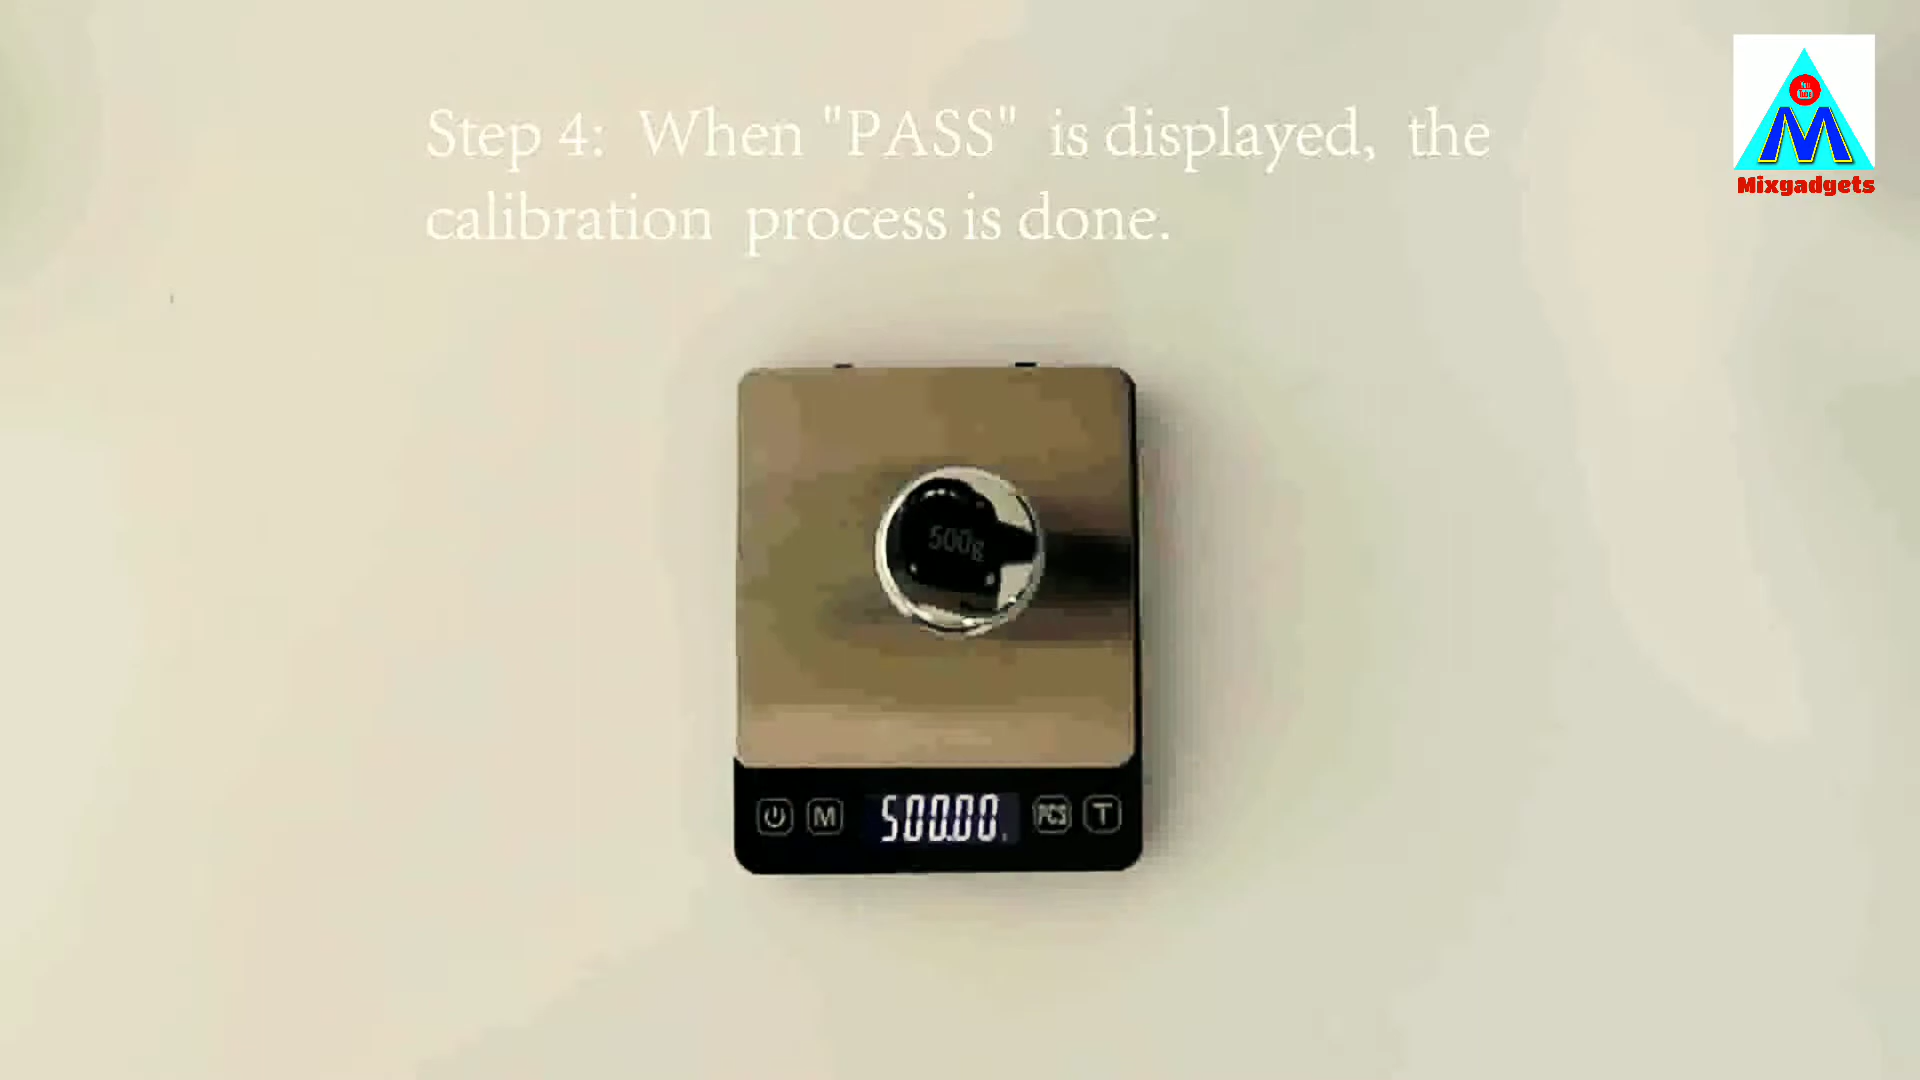 Step 4: When "PASS" is displayed, the
calibration process is done.
Mixgadgets
M
500g
M
500.00
PCS
T